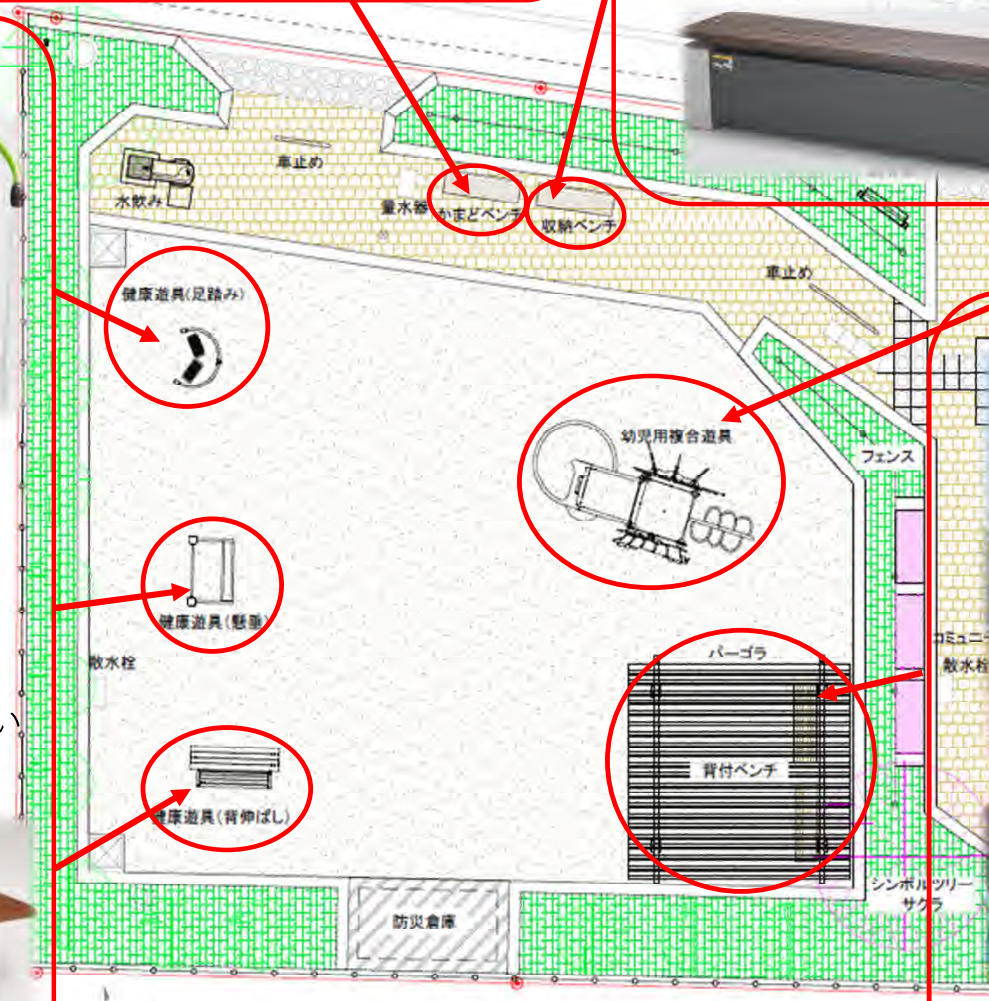 車止め
水飲み
量水器
かまどベンチ
収納ベンチ
車止め
健康遊具(足踏み)
幼児用複合遊具
フェンス
健康遊具(懸垂)
散水栓
い
パーゴラ
コミュニー
散水栓
背付ベンチ
健康遊具(背伸ばし)
シンボルツリー
サクラ
防災倉庫